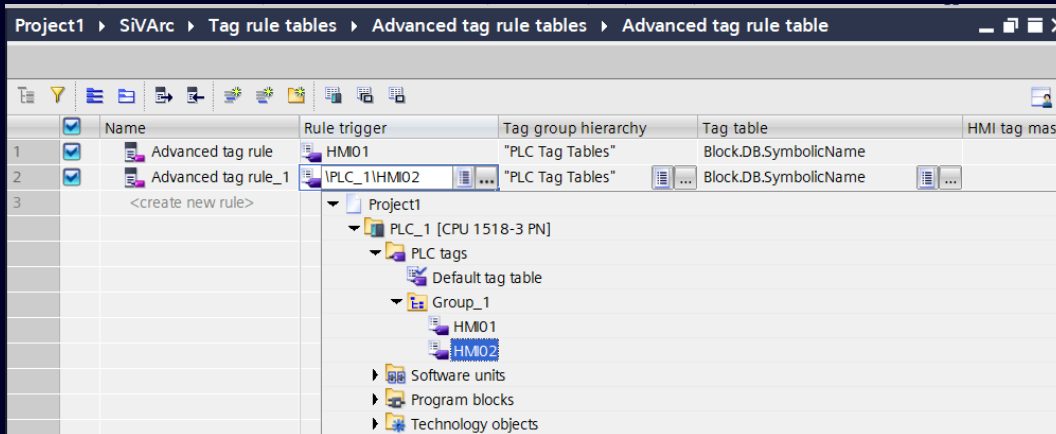 Project1 ▸ SiVArc ▸ Tag rule tables ▸ Advanced tag rule tables ▸ Advanced tag rule table
Name Rule trigger Tag group hierarchy Tag table HMI tag mas
1 Advanced tag rule HMI01 "PLC Tag Tables" Block.DB.SymbolicName
2 Advanced tag rule_1 \PLC_1\HMI02 ... "PLC Tag Tables" ... Block.DB.SymbolicName ...
3 <create new rule>
Project1
PLC_1 [CPU 1518-3 PN]
PLC tags
Default tag table
Group_1
HMI01
HMI02
Software units
Program blocks
Technology objects